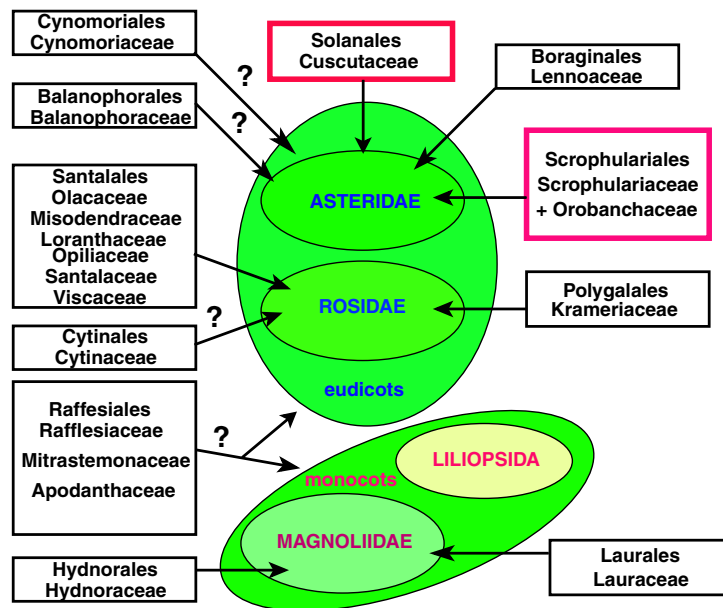 Cynomoriales
Cynomoriaceae
?
Solanales
Cuscutaceae
Boraginales
Lennoaceae
Balanophorales
Balanophoraceae
?
Santalales
Olacaceae
Misodendraceae
Loranthaceae
Opiliaceae
Santalaceae
Viscaceae
ASTERIDAE
Scrophulariales
Scrophulariaceae
+ Orobanchaceae
ROSIDAE
Polygalales
Krameriaceae
Cytinales
Cytinaceae
?
eudicots
Raffesiales
Rafflesiaceae
Mitrastemonaceae
Apodanthaceae
?
LILIOPSIDA
monocots
MAGNOLIIDAE
Hydnorales
Hydnoraceae
Laurales
Lauraceae